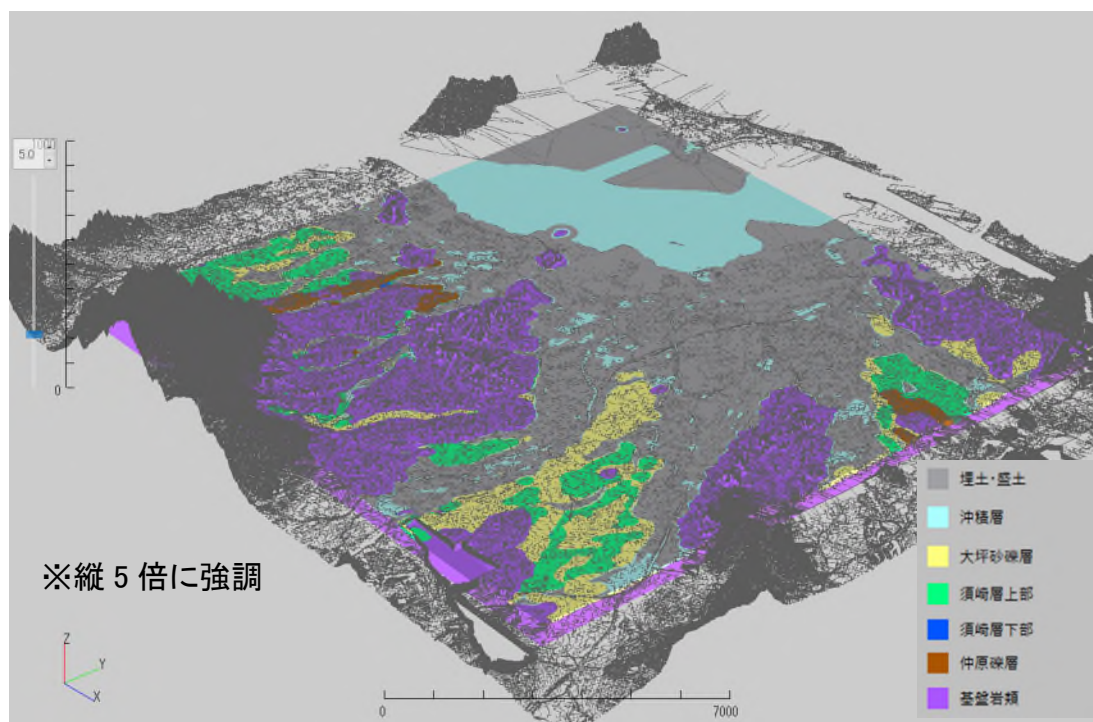 5.0
1000
0
埋土・盛土
沖積層
大坪砂礫層
須崎層上部
須崎層下部
仲原礫層
基盤岩類
※縦 5 倍に強調
Z
Y
X
0
7000